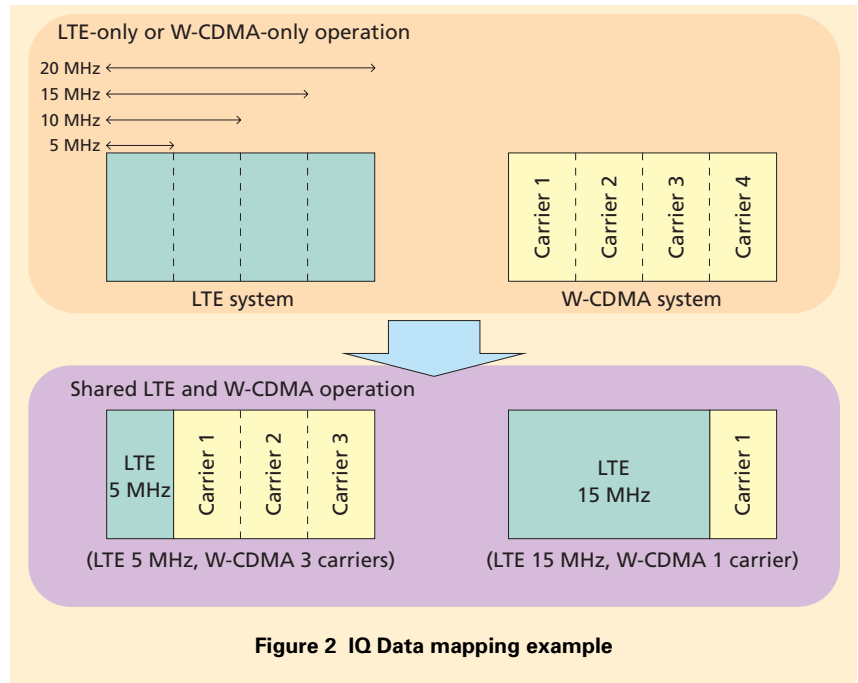 LTE-only or W-CDMA-only operation
20 MHz
15 MHz
10 MHz
5 MHz
LTE system
Carrier 1
Carrier 2
Carrier 3
Carrier 4
W-CDMA system
Shared LTE and W-CDMA operation
LTE
5 MHz
Carrier 1
Carrier 2
Carrier 3
(LTE 5 MHz, W-CDMA 3 carriers)
LTE
15 MHz
Carrier 1
(LTE 15 MHz, W-CDMA 1 carrier)
Figure 2 IQ Data mapping example